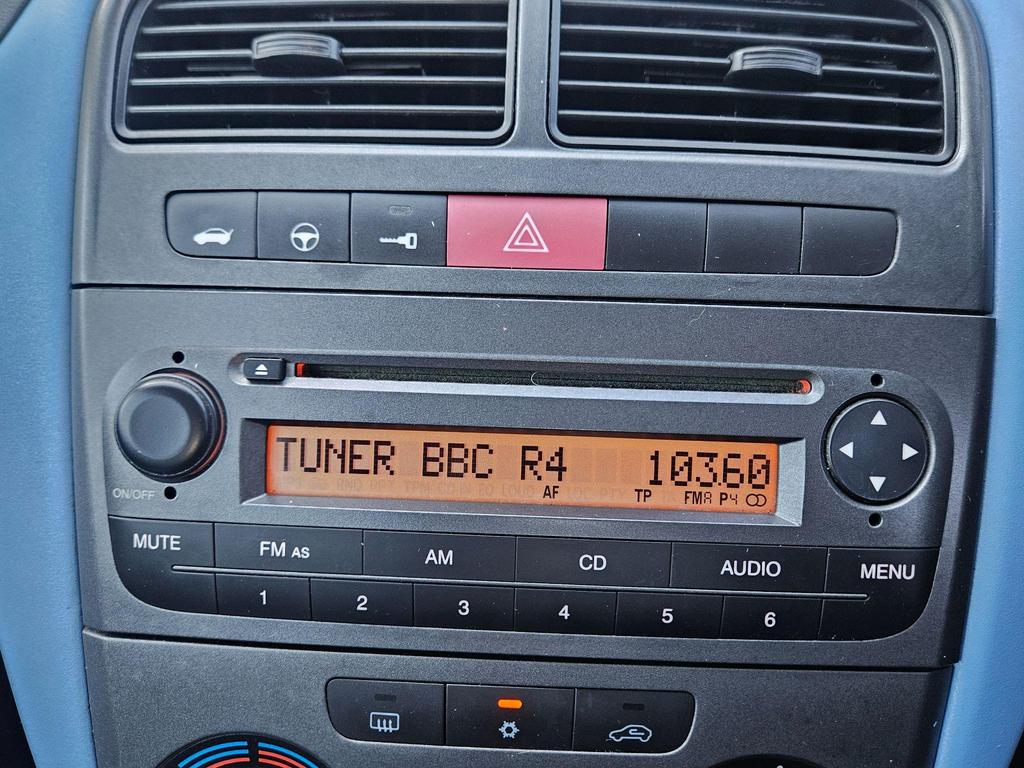 TUNER BBC R4 103.60
AF TP FMA P4
ON/OFF
MUTE FM AS AM CD AUDIO MENU
1 2 3 4 5 6